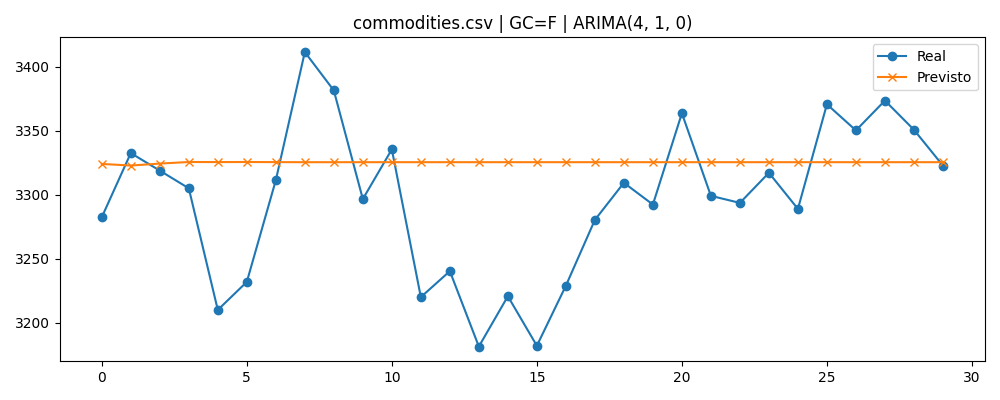 commodities.csv | GC=F | ARIMA(4, 1, 0)
Real
Previsto
3400
3350
3300
3250
3200
0 5 10 15 20 25 30